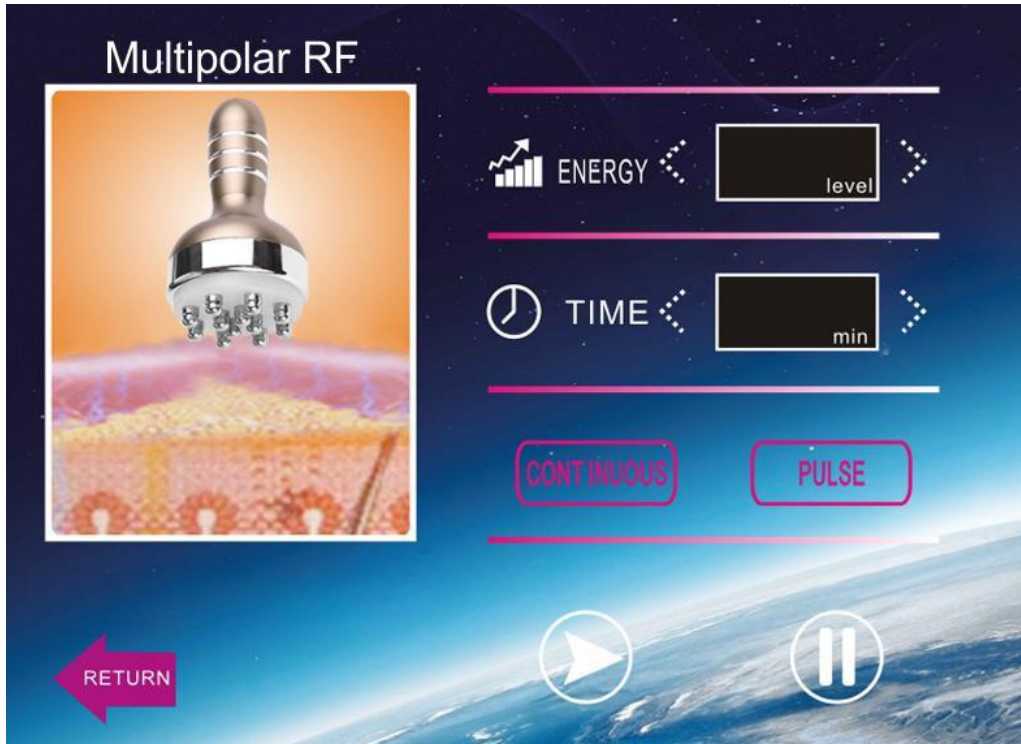 Multipolar RF
ENERGY
level
TIME
min
CONTINUOUS
PULSE
RETURN